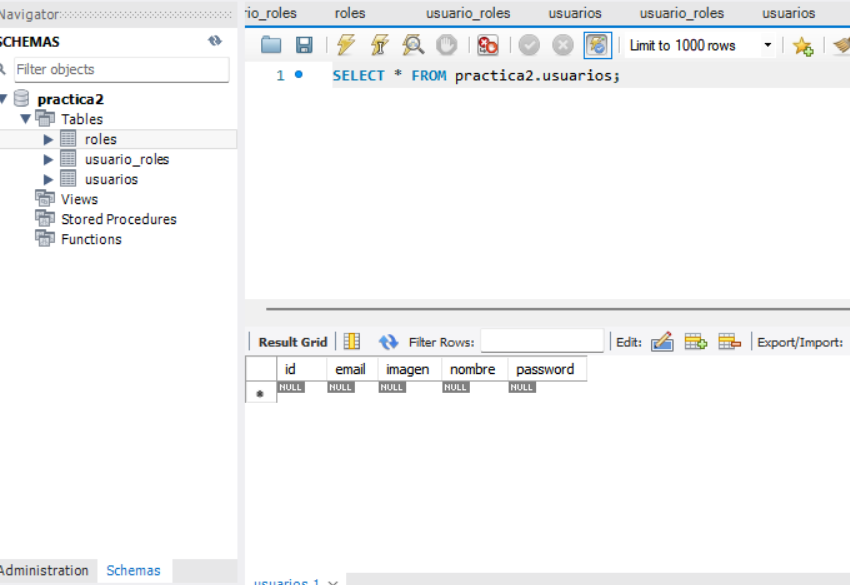 Navigator
SCHEMAS
Filter objects
practica2
Tables
roles
usuario_roles
usuarios
Views
Stored Procedures
Functions
Administration Schemas
rio_roles roles usuario_roles usuarios usuario_roles usuarios
Limit to 1000 rows
1 SELECT * FROM practica2.usuarios;
Result Grid Filter Rows: Edit: Export/Import:
id email imagen nombre password
NULL NULL NULL NULL NULL
usuarios 1